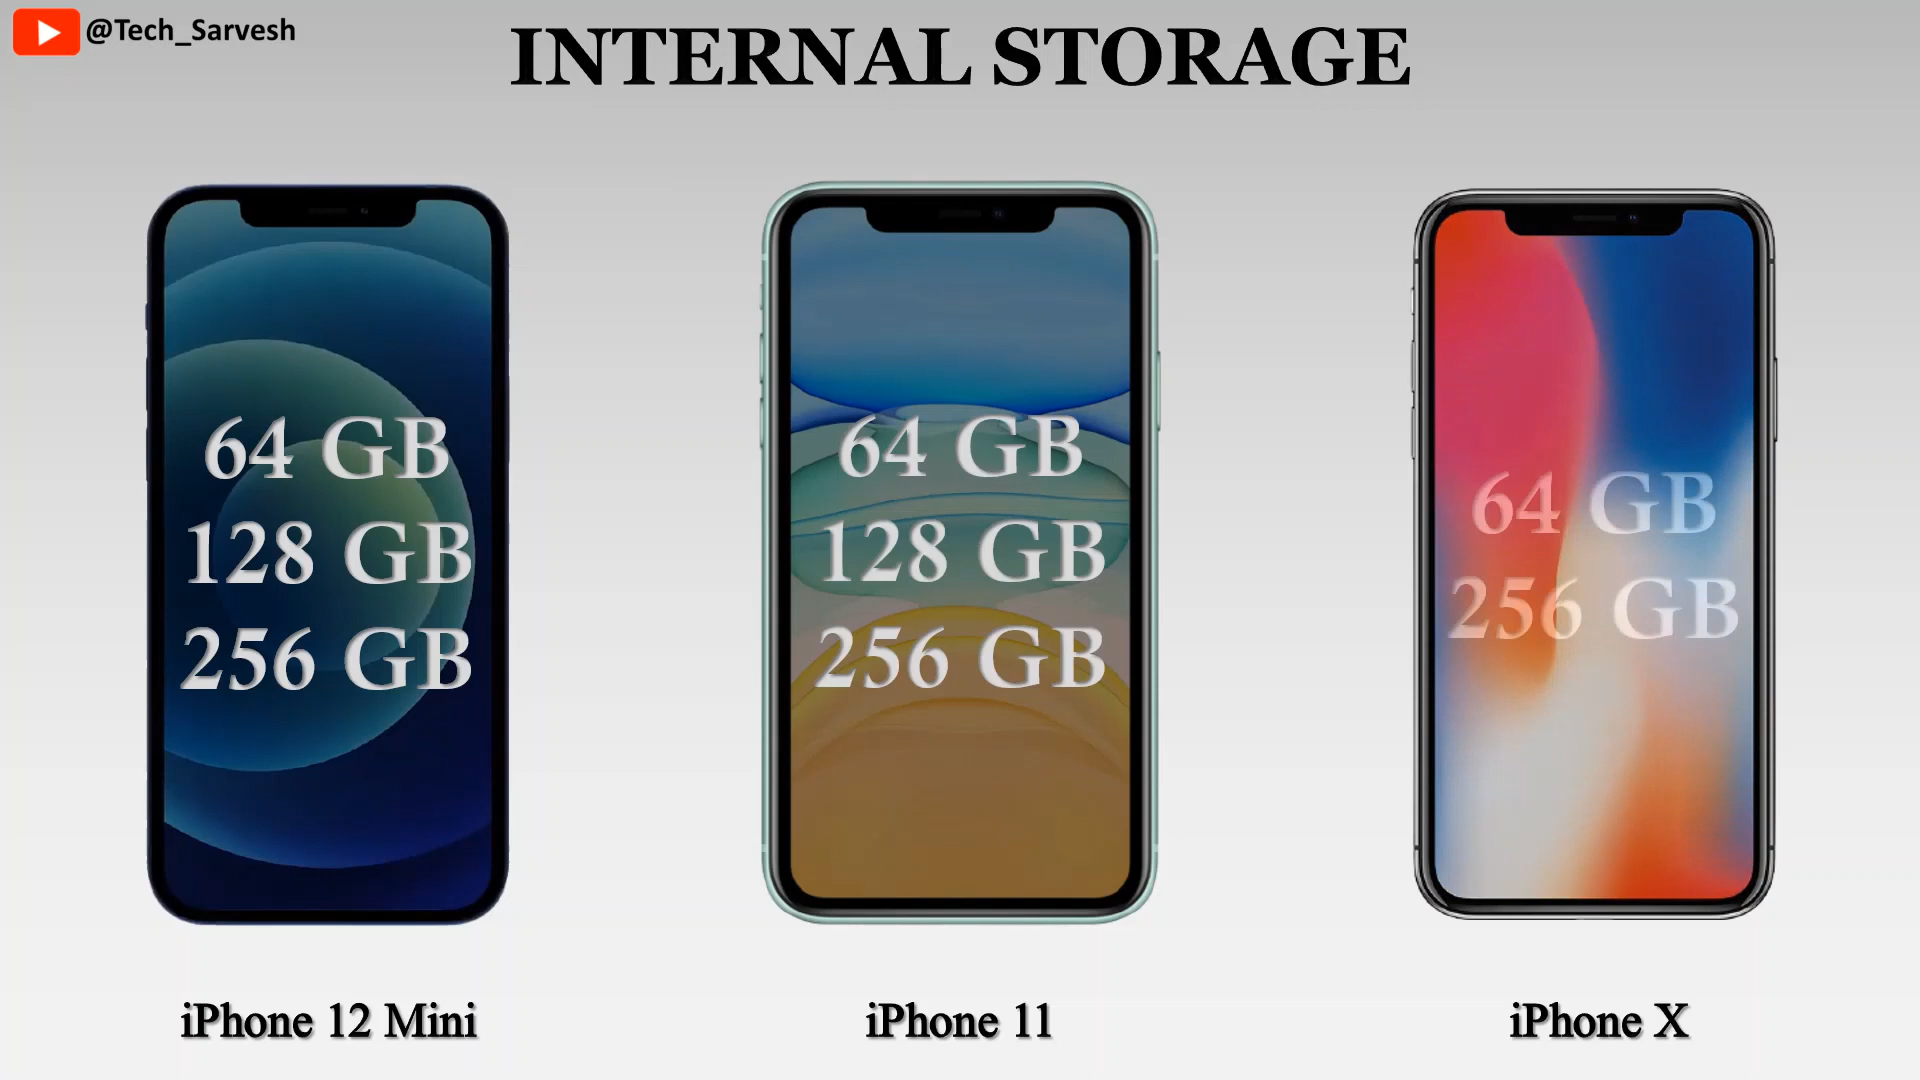 @Tech_Sarvesh
INTERNAL STORAGE
64 GB
128 GB
256 GB
64 GB
128 GB
256 GB
64 GB
256 GB
iPhone 12 Mini
iPhone 11
iPhone X